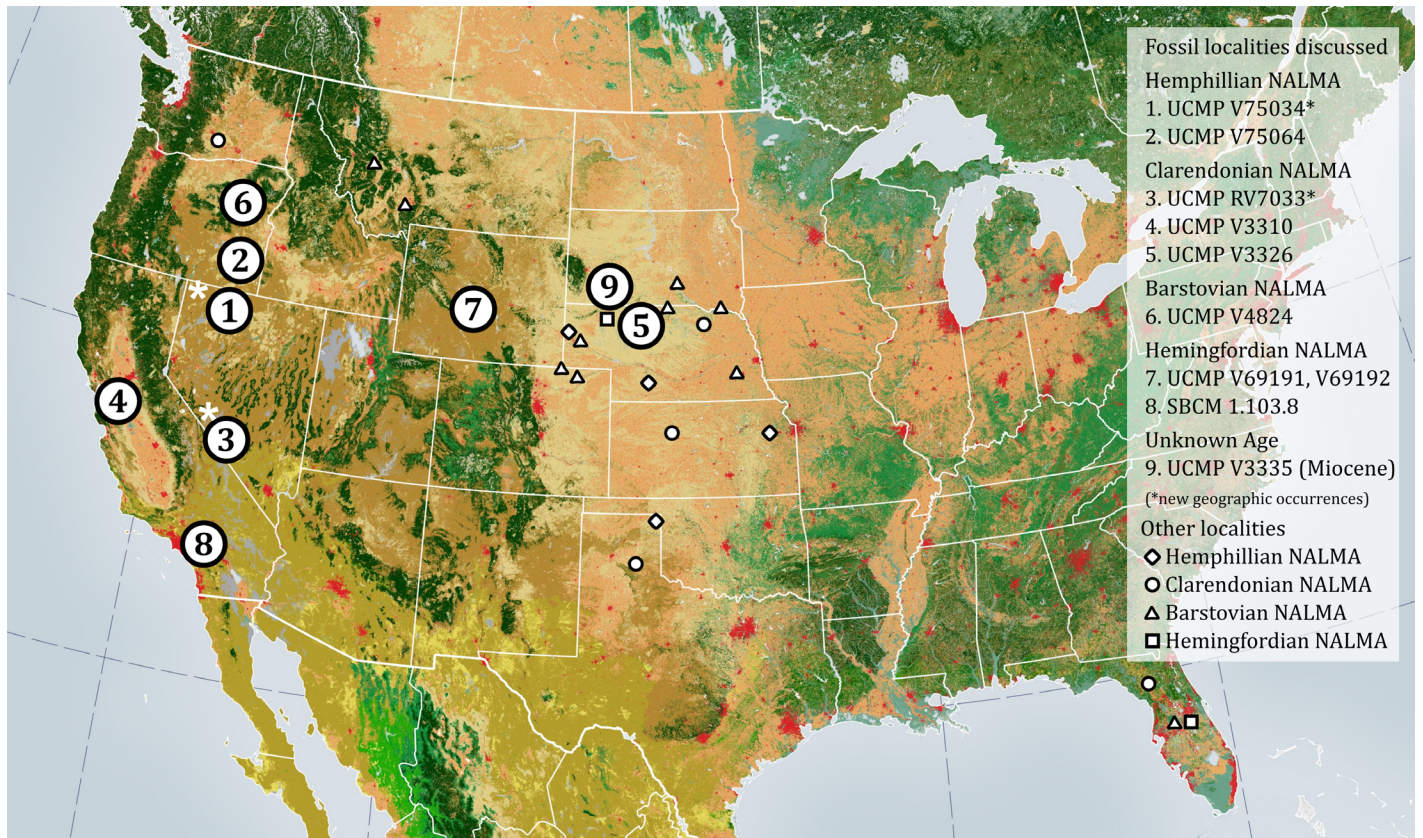 Fossil localities discussed
Hemphillian NALMA
1. UCMP V75034*
2. UCMP V75064
Clarendonian NALMA
3. UCMP RV7033*
4. UCMP V3310
5. UCMP V3326
Barstovian NALMA
6. UCMP V4824
Hemingfordian NALMA
7. UCMP V69191, V69192
8. SBCM 1.103.8
Unknown Age
9. UCMP V3335 (Miocene)
(*new geographic occurrences)
Other localities
Hemphillian NALMA
Clarendonian NALMA
Barstovian NALMA
Hemingfordian NALMA
6
2
*
1
9
7
5
4
*
3
8